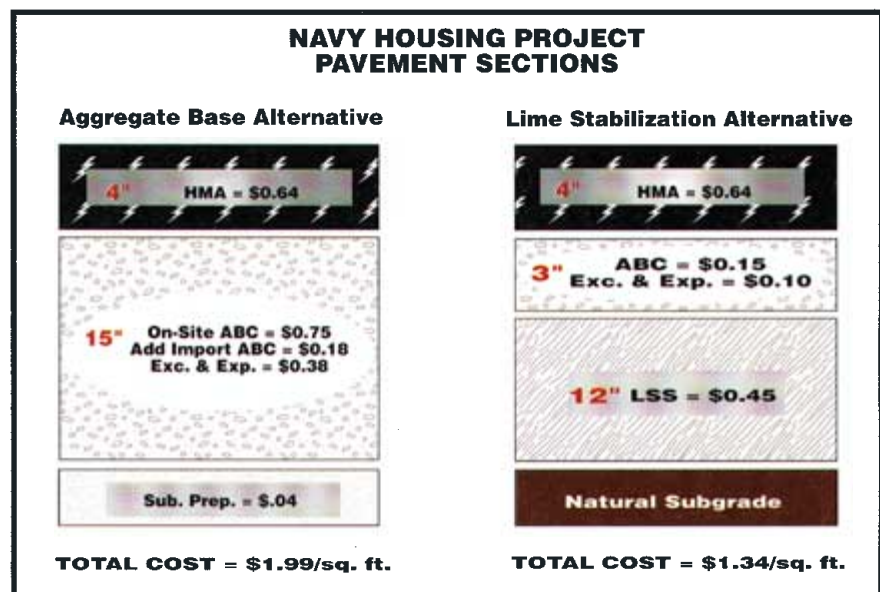 NAVY HOUSING PROJECT
PAVEMENT SECTIONS
Aggregate Base Alternative
4" HMA = $0.64
15" On-Site ABC = $0.75
Add Import ABC = $0.18
Exc. & Exp. = $0.38
Sub. Prep. = $.04
TOTAL COST = $1.99/sq. ft.
Lime Stabilization Alternative
4" HMA = $0.64
3" ABC = $0.15
Exc. & Exp. = $0.10
12" LSS = $0.45
Natural Subgrade
TOTAL COST = $1.34/sq. ft.